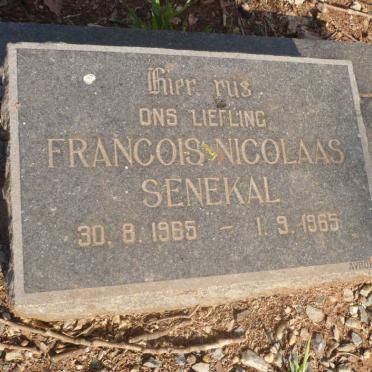 Hier rus
ONS LIEFLING
FRANCOIS NICOLAAS
SENEKAL
30. 8. 1965 - 1. 9. 1965